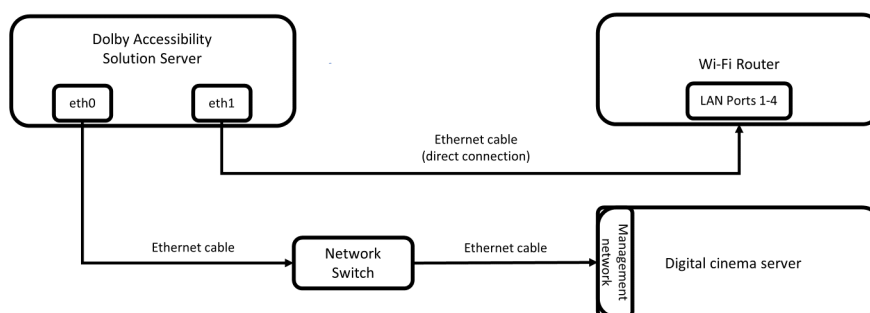 Dolby Accessibility
Solution Server
eth0
eth1
Wi-Fi Router
LAN Ports 1-4
Ethernet cable
(direct connection)
Ethernet cable
Network
Switch
Ethernet cable
Management
network
Digital cinema server